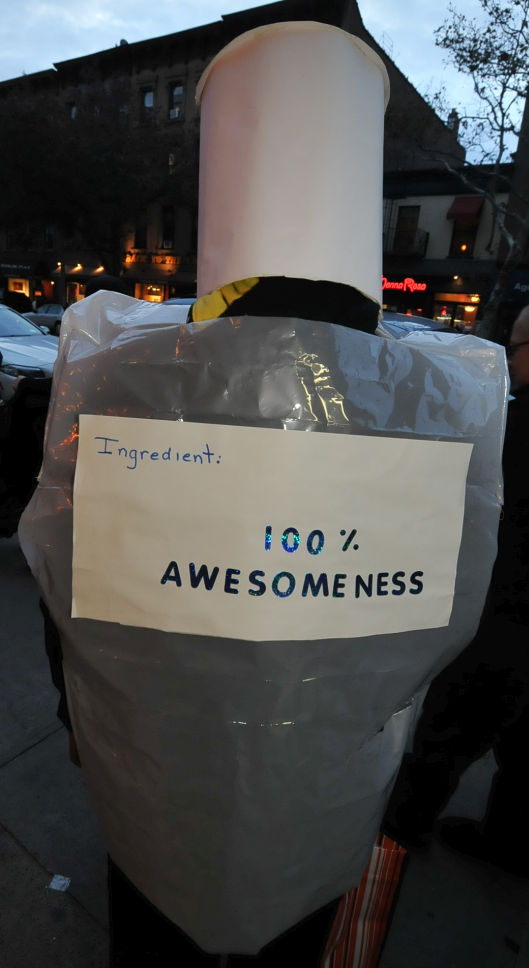 Donna Rosa
Ingredient:
100 %
AWESOMENESS